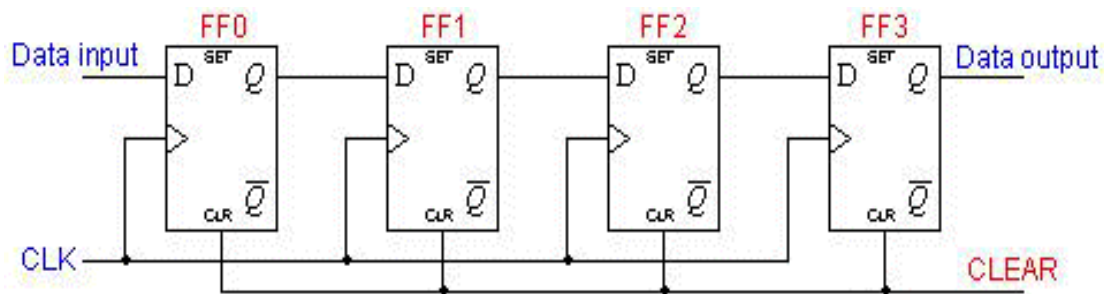 FF0 FF1 FF2 FF3
Data input SET SET SET SET Data output
D Q D Q D Q D Q
Q̅ Q̅ Q̅ Q̅
CLR CLR CLR CLR
CLK
CLEAR